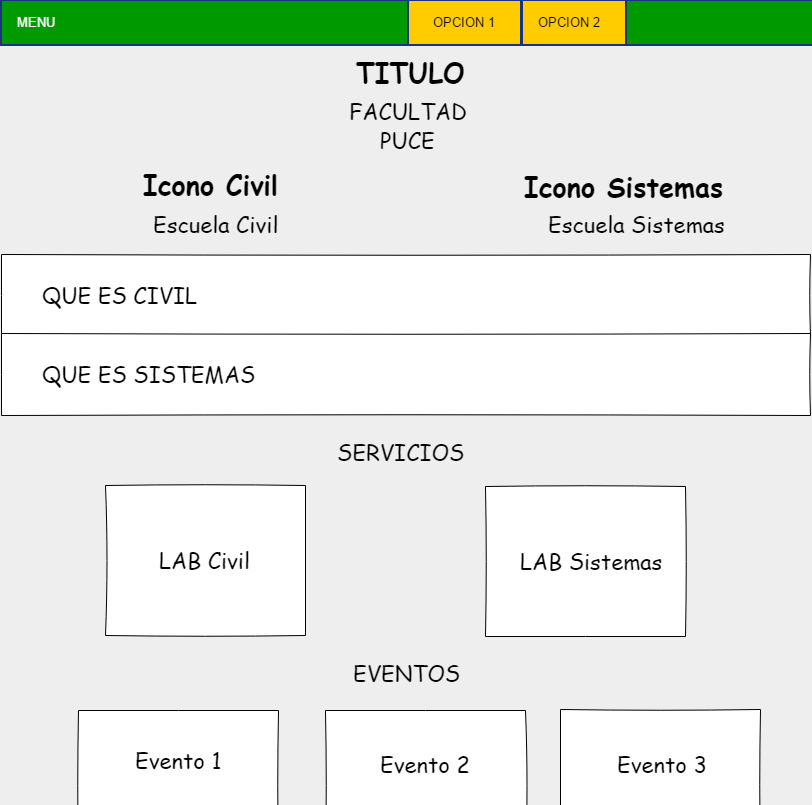 MENU
OPCION 1
OPCION 2
TITULO
FACULTAD
PUCE
Icono Civil
Icono Sistemas
Escuela Civil
Escuela Sistemas
QUE ES CIVIL
QUE ES SISTEMAS
SERVICIOS
LAB Civil
LAB Sistemas
EVENTOS
Evento 1
Evento 2
Evento 3